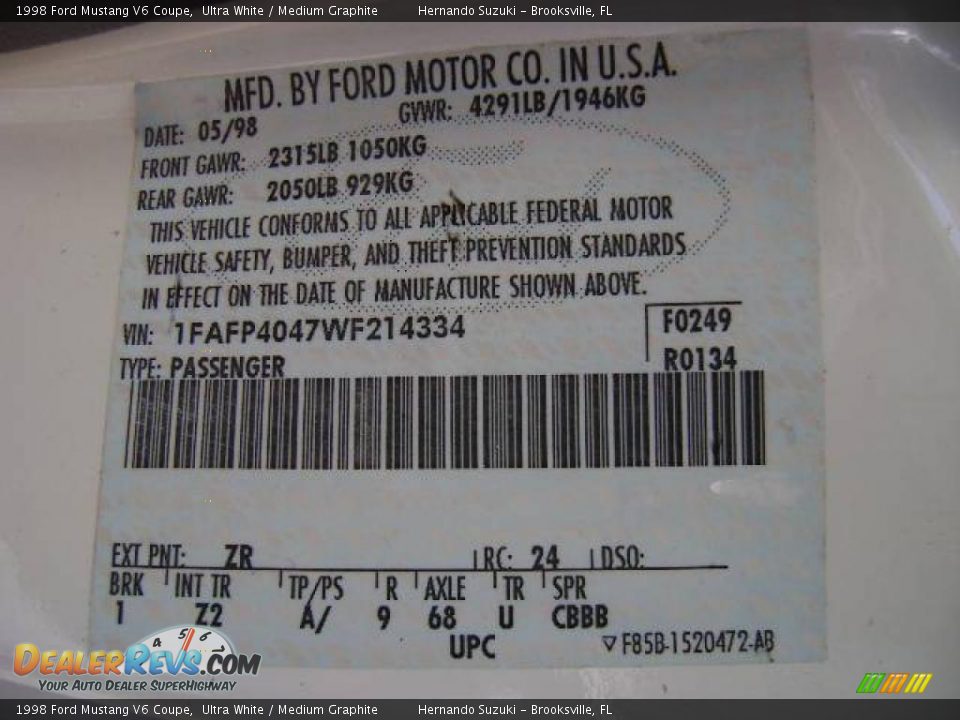 1998 Ford Mustang V6 Coupe, Ultra White / Medium Graphite Hernando Suzuki - Brooksville, FL
MFD. BY FORD MOTOR CO. IN U.S.A.
DATE: 05/98 GVWR: 4291LB/1946KG
FRONT GAWR: 2315LB 1050KG
REAR GAWR: 2050LB 929KG
THIS VEHICLE CONFORMS TO ALL APPLICABLE FEDERAL MOTOR
VEHICLE SAFETY, BUMPER, AND THEFT PREVENTION STANDARDS
IN EFFECT ON THE DATE OF MANUFACTURE SHOWN ABOVE.
VIN: 1FAFP4047WF214334 F0249
TYPE: PASSENGER R0134
EXT PNT: ZR RC: 24 DSO:
BRK INT TR TP/PS R AXLE TR SPR
1 Z2 A/ 9 68 U CBBB
UPC ▽F85B-1520472-AB
4 5 6
DEALERREVS.COM
YOUR AUTO DEALER SUPERHIGHWAY
1998 Ford Mustang V6 Coupe, Ultra White / Medium Graphite Hernando Suzuki - Brooksville, FL